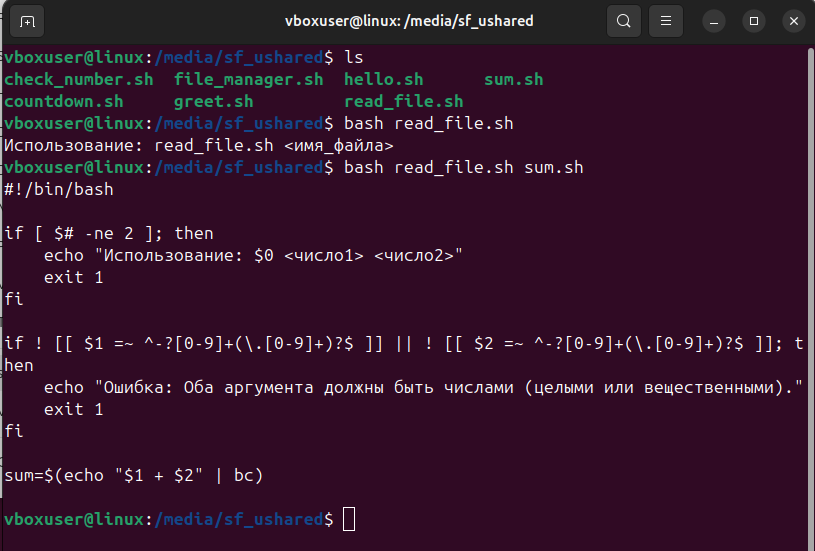 vboxuser@linux: /media/sf_ushared
vboxuser@linux:/media/sf_ushared$ ls
check_number.sh  file_manager.sh  hello.sh      sum.sh
countdown.sh     greet.sh         read_file.sh
vboxuser@linux:/media/sf_ushared$ bash read_file.sh
Использование: read_file.sh <имя_файла>
vboxuser@linux:/media/sf_ushared$ bash read_file.sh sum.sh
#!/bin/bash

if [ $# -ne 2 ]; then
    echo "Использование: $0 <число1> <число2>"
    exit 1
fi

if ! [[ $1 =~ ^-?[0-9]+(\.[0-9]+)?$ ]] || ! [[ $2 =~ ^-?[0-9]+(\.[0-9]+)?$ ]]; t
hen
    echo "Ошибка: Оба аргумента должны быть числами (целыми или вещественными)."
    exit 1
fi

sum=$(echo "$1 + $2" | bc)

vboxuser@linux:/media/sf_ushared$